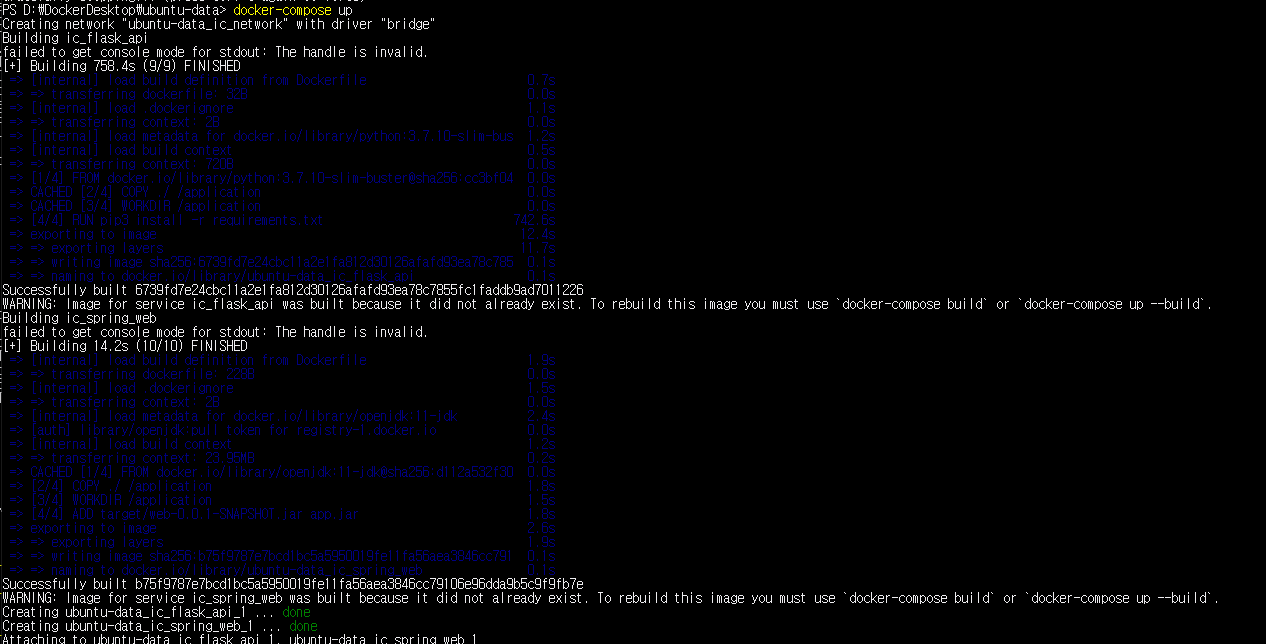 PS D:₩DockerDesktop₩ubuntu-data> docker-compose up
Creating network "ubuntu-data_ic_network" with driver "bridge"
Building ic_flask_api
failed to get console mode for stdout: The handle is invalid.
[+] Building 758.4s (9/9) FINISHED
=> [internal] load build definition from Dockerfile 0.7s
=> => transferring dockerfile: 32B 0.0s
=> [internal] load .dockerignore 1.1s
=> => transferring context: 2B 0.0s
=> [internal] load metadata for docker.io/library/python:3.7.10-slim-bus 1.2s
=> [internal] load build context 0.5s
=> => transferring context: 720B 0.0s
=> [1/4] FROM docker.io/library/python:3.7.10-slim-buster@sha256: 0.0s
=> CACHED [2/4] COPY ./ /application 0.0s
=> CACHED [3/4] WORKDIR /application 0.0s
=> [4/4] RUN pip3 install -r requirements.txt 742.6s
=> exporting to image 12.4s
=> => exporting layers 11.7s
=> => writing image sha256:6739fd7e24cbc11a2e1fa812d30126afafd93ea78c785 0.1s
=> => naming to docker.io/library/ubuntu-data_ic_flask_api 0.1s
Successfully built 6739fd7e24cbc11a2e1fa812d30126afafd93ea78c7855fc1faddb9ad7011226
WARNING: Image for service ic_flask_api was built because it did not already exist. To rebuild this image you must use `docker-compose build` or `docker-compose up --build`.
Building ic_spring_web
failed to get console mode for stdout: The handle is invalid.
[+] Building 14.2s (10/10) FINISHED
=> [internal] load build definition from Dockerfile 1.9s
=> => transferring dockerfile: 0.0s
=> [internal] load .dockerignore 1.5s
=> => transferring context: 2B 0.0s
=> [internal] load metadata for docker.io/library/openjdk:11-jdk 2.4s
=> [auth] library/openjdk:pull token for registry-1.docker.io 0.0s
=> [internal] load build context 1.2s
=> => transferring context: 23.95MB 0.2s
=> CACHED [1/4] FROM docker.io/library/openjdk:11-jdk@sha256: 0.0s
=> [2/4] COPY ./ /application 1.6s
=> [3/4] WORKDIR /application 1.5s
=> [4/4] ADD target/web-0.0.1-SNAPSHOT.jar app.jar 1.6s
=> exporting to image 2.6s
=> => exporting layers 1.9s
=> => writing image sha256:b75f9787e7bcd1bc5a5950019fe11fa56aea3846cc791 0.1s
=> => naming to docker.io/library/ubuntu-data_ic_spring_web 0.1s
Successfully built b75f9787e7bcd1bc5a5950019fe11fa56aea3846cc79106e96dda9b5c9f9fb7e
WARNING: Image for service ic_spring_web was built because it did not already exist. To rebuild this image you must use `docker-compose build` or `docker-compose up --build`.
Creating ubuntu-data_ic_flask_api_1 ... done
Creating ubuntu-data_ic_spring_web_1 ... done
Attaching to ubuntu-data_ic_flask_api_1, ubuntu-data_ic_spring_web_1